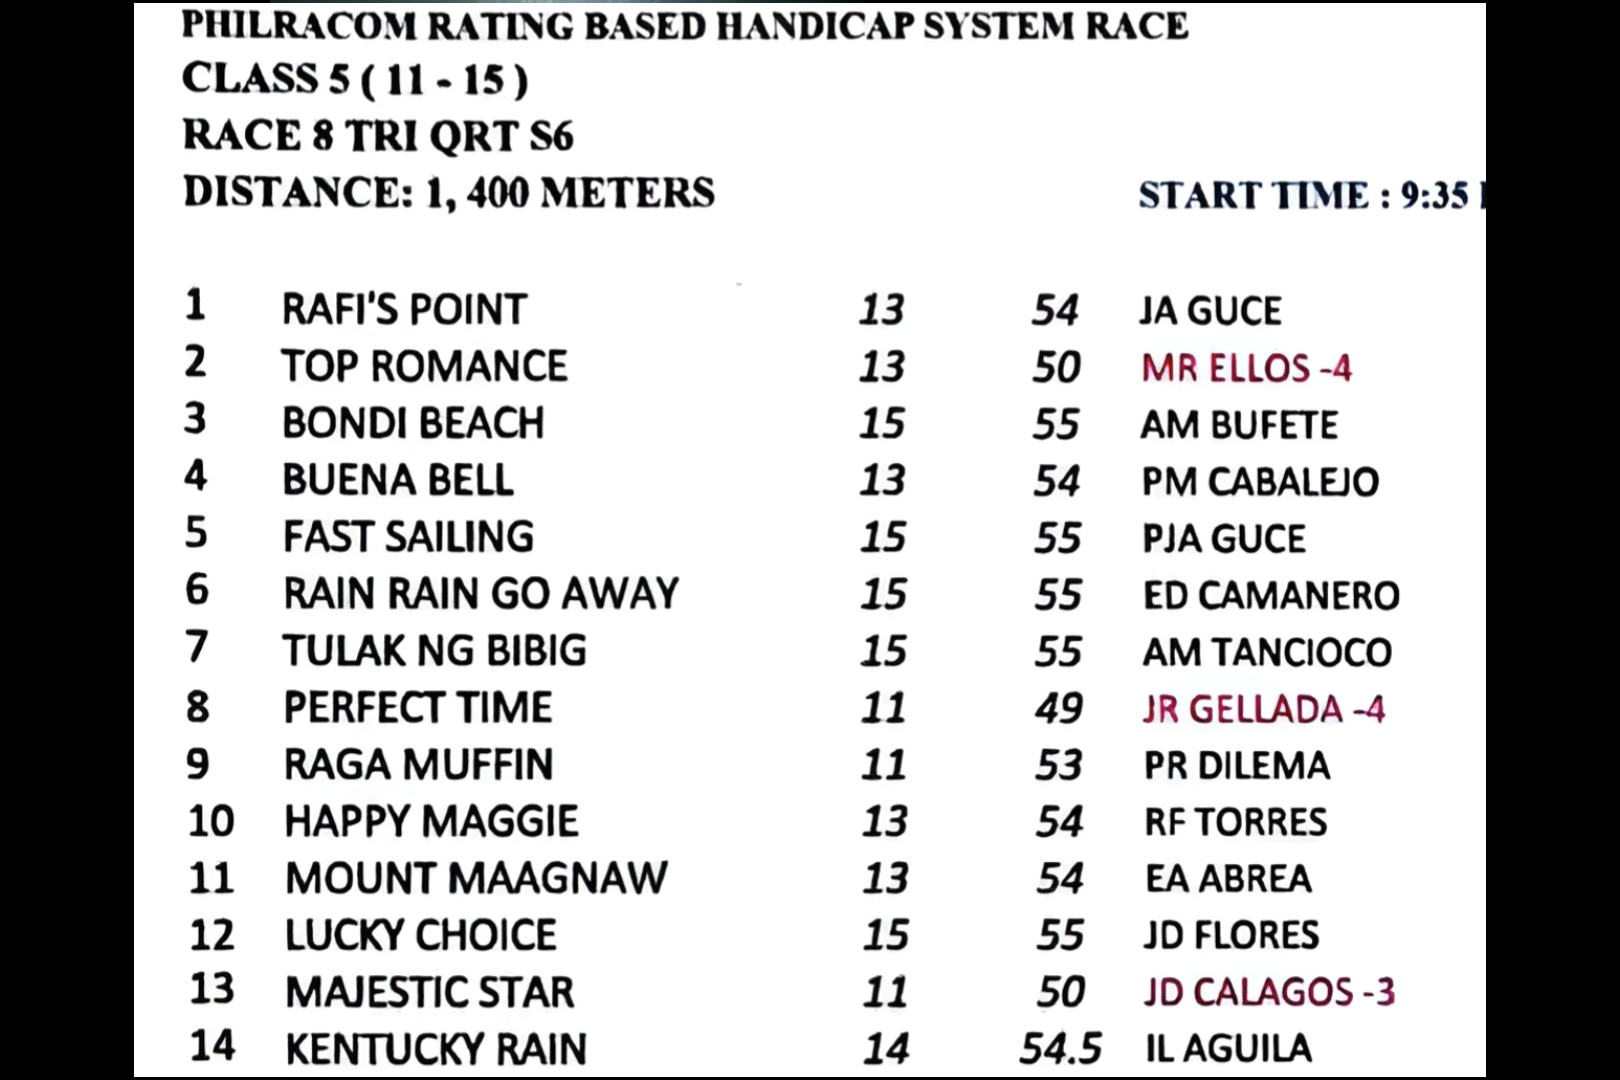 PHILRACOM RATING BASED HANDICAP SYSTEM RACE
CLASS 5 ( 11 - 15 )
RACE 8 TRI QRT S6
DISTANCE: 1, 400 METERS START TIME : 9:35
1 RAFI'S POINT 13 54 JA GUCE
2 TOP ROMANCE 13 50 MR ELLOS -4
3 BONDI BEACH 15 55 AM BUFETE
4 BUENA BELL 13 54 PM CABALEJO
5 FAST SAILING 15 55 PJA GUCE
6 RAIN RAIN GO AWAY 15 55 ED CAMANERO
7 TULAK NG BIBIG 15 55 AM TANCIOCO
8 PERFECT TIME 11 49 JR GELLADA -4
9 RAGA MUFFIN 11 53 PR DILEMA
10 HAPPY MAGGIE 13 54 RF TORRES
11 MOUNT MAAGNAW 13 54 EA ABREA
12 LUCKY CHOICE 15 55 JD FLORES
13 MAJESTIC STAR 11 50 JD CALAGOS -3
14 KENTUCKY RAIN 14 54.5 IL AGUILA